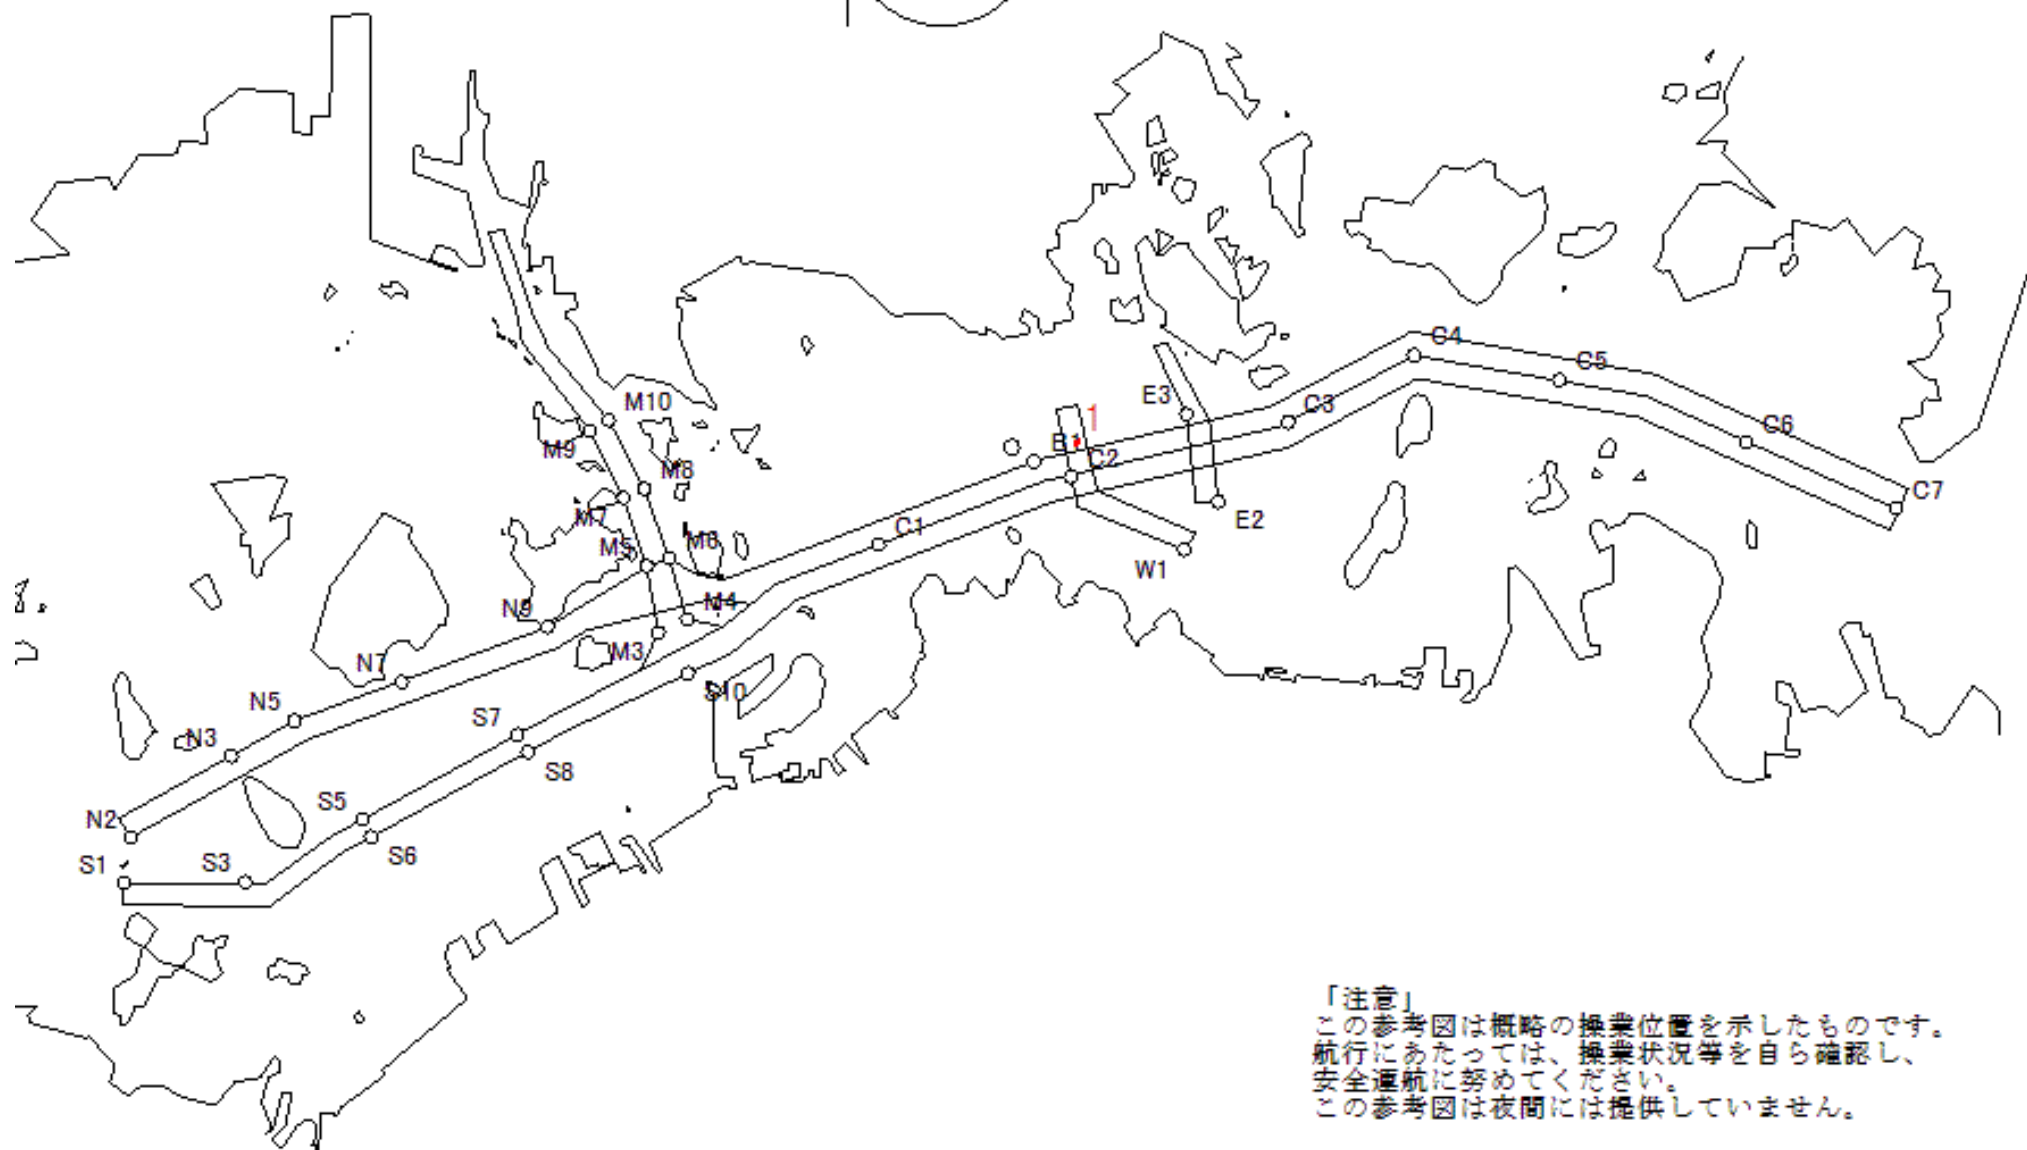 C4
C5
E3
M10
1
C3
C6
M9
B1
C2
M8
C7
M7
E2
C1
M5
M6
W1
N9
M4
M3
N7
S10
N5
S7
N3
S8
S5
N2
S6
S1
S3
「注意」
この参考図は概略の操業位置を示したものです。
航行にあたっては、操業状況等を自ら確認し、
安全運航に努めてください。
この参考図は夜間には提供していません。